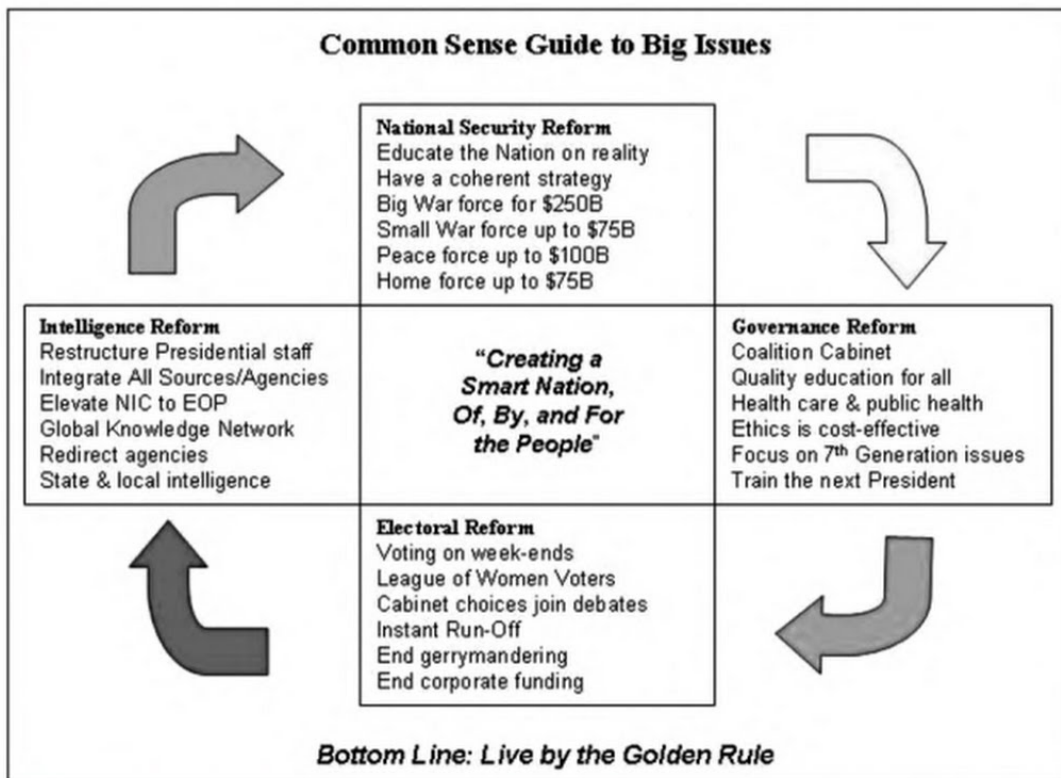 Common Sense Guide to Big Issues
National Security Reform
Educate the Nation on reality
Have a coherent strategy
Big War force for $250B
Small War force up to $75B
Peace force up to $100B
Home force up to $75B
Intelligence Reform
Restructure Presidential staff
Integrate All Sources/Agencies
Elevate NIC to EOP
Global Knowledge Network
Redirect agencies
State & local intelligence
"Creating a
Smart Nation,
Of, By, and For
the People"
Governance Reform
Coalition Cabinet
Quality education for all
Health care & public health
Ethics is cost-effective
Focus on 7th Generation issues
Train the next President
Electoral Reform
Voting on week-ends
League of Women Voters
Cabinet choices join debates
Instant Run-Off
End gerrymandering
End corporate funding
Bottom Line: Live by the Golden Rule